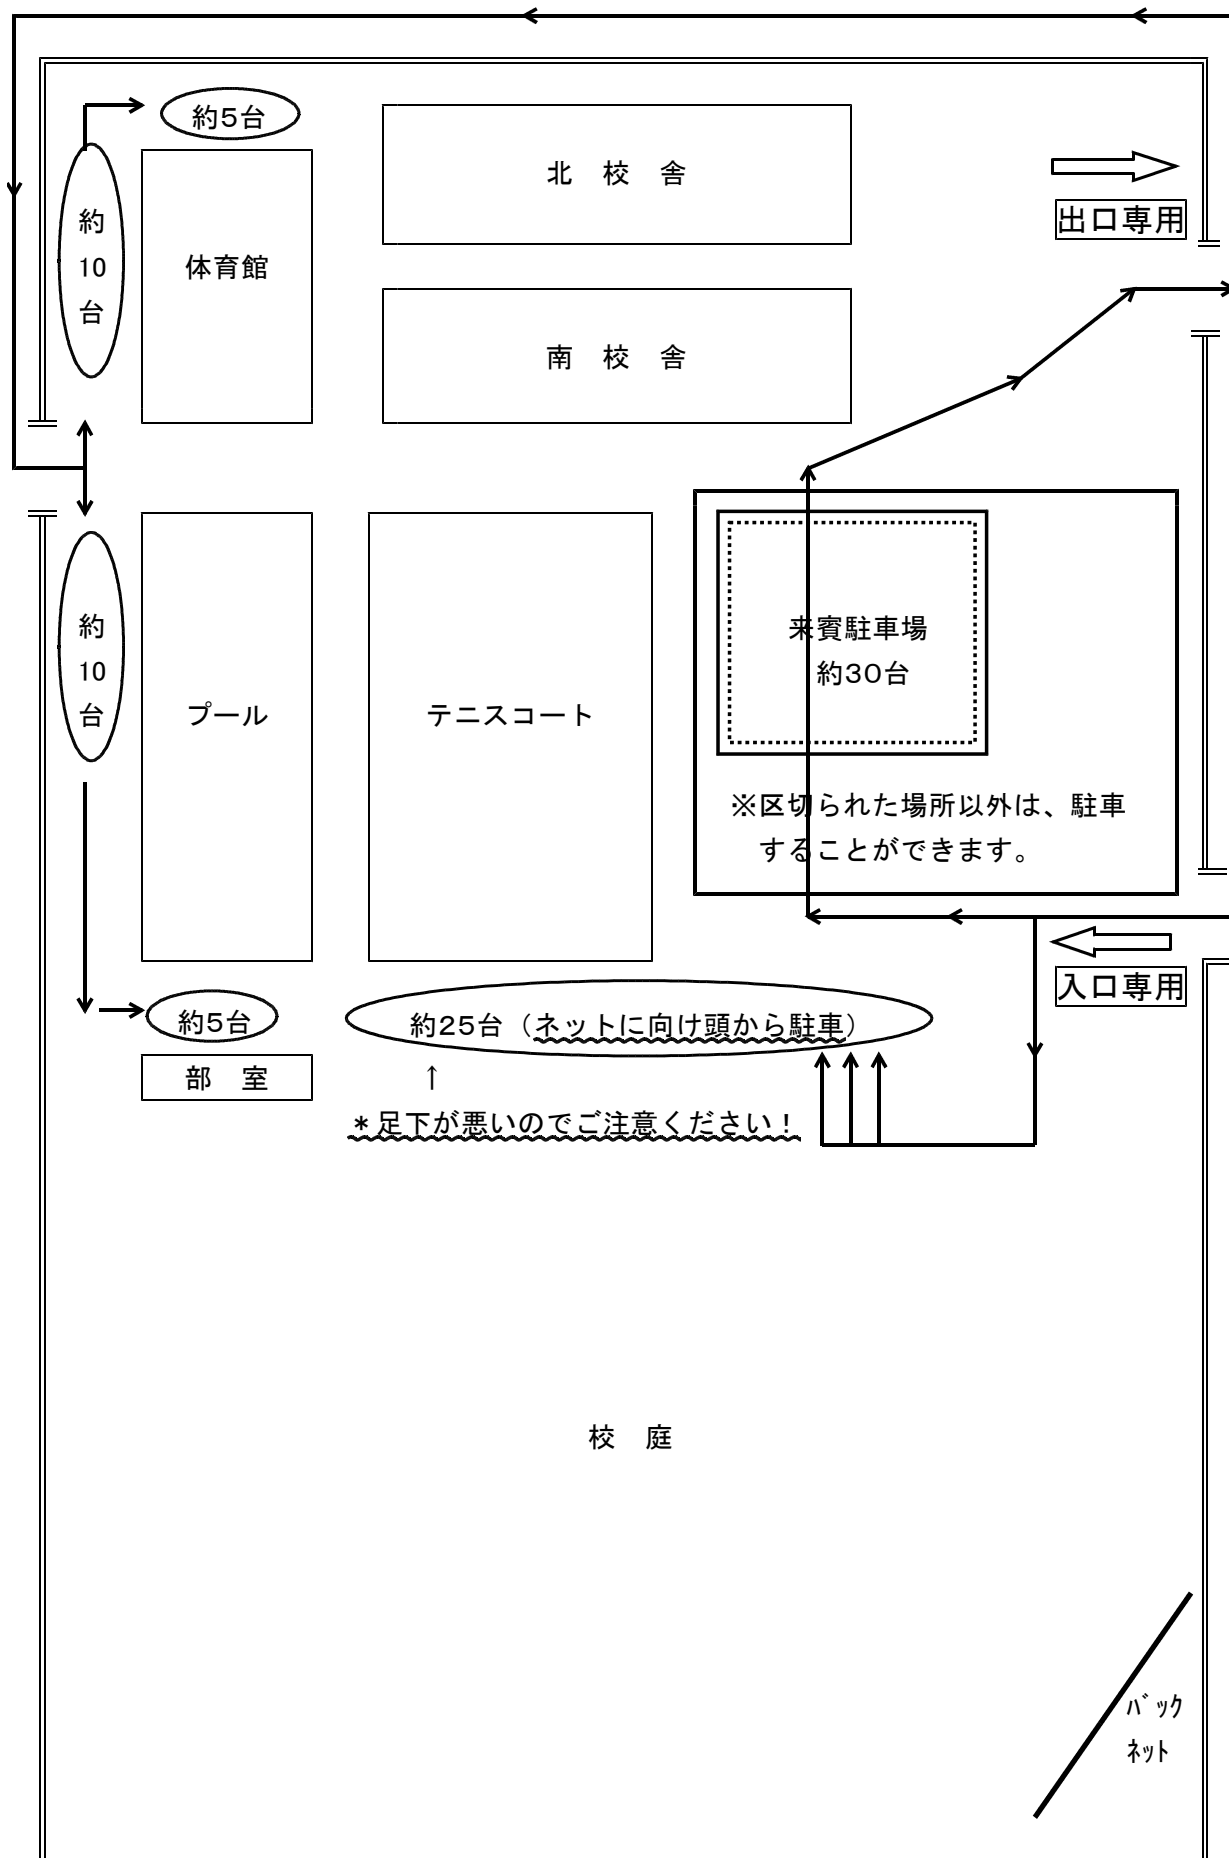 約5台
北 校 舎
出口専用
約
10
台
体育館
南 校 舎
来賓駐車場
約30台
約
10
台
プール
テニスコート
※区切られた場所以外は、駐車
することができます。
入口専用
約5台
約25台（ネットに向け頭から駐車）
部 室
↑
＊足下が悪いのでご注意ください！
校 庭
ﾊﾞｯｸ
ﾈｯﾄ